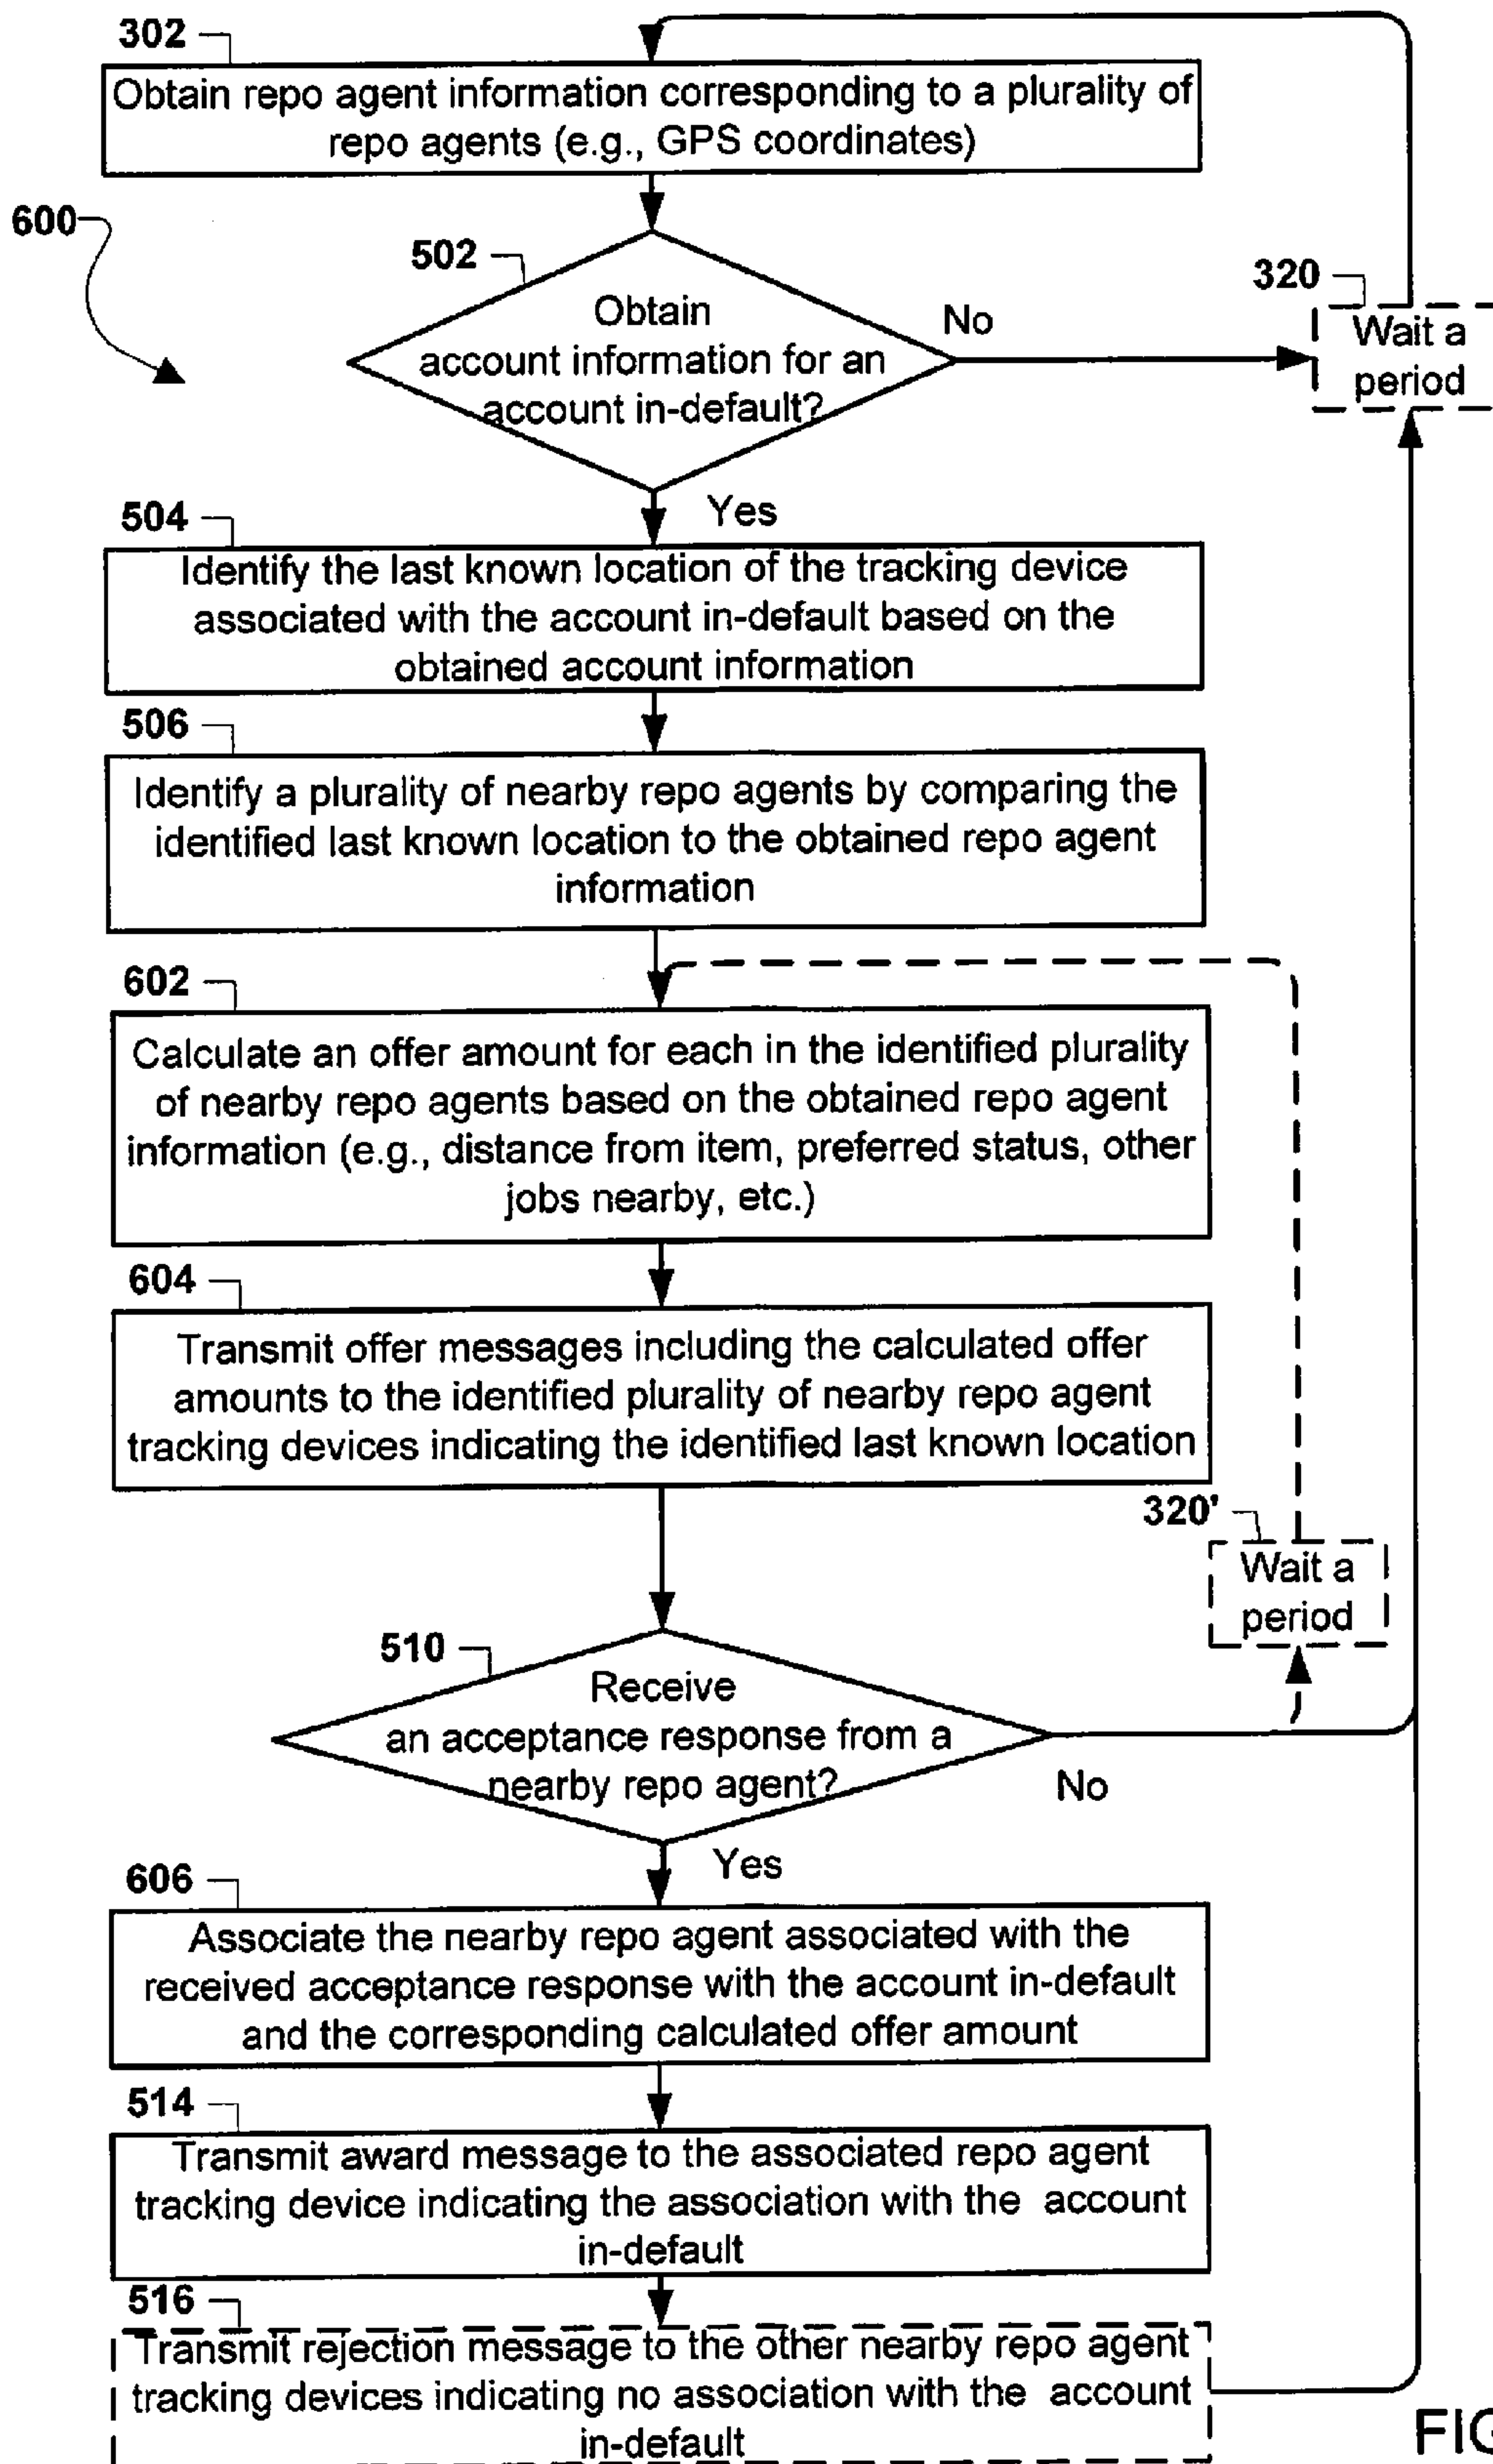 302
Obtain repo agent information corresponding to a plurality of
repo agents (e.g., GPS coordinates)
600
502
Obtain
account information for an
account in-default?
No
320
Wait a
period
Yes
504
Identify the last known location of the tracking device
associated with the account in-default based on the
obtained account information
506
Identify a plurality of nearby repo agents by comparing the
identified last known location to the obtained repo agent
information
602
Calculate an offer amount for each in the identified plurality
of nearby repo agents based on the obtained repo agent
information (e.g., distance from item, preferred status, other
jobs nearby, etc.)
604
Transmit offer messages including the calculated offer
amounts to the identified plurality of nearby repo agent
tracking devices indicating the identified last known location
320'
Wait a
period
510
Receive
an acceptance response from a
nearby repo agent?
No
Yes
606
Associate the nearby repo agent associated with the
received acceptance response with the account in-default
and the corresponding calculated offer amount
514
Transmit award message to the associated repo agent
tracking device indicating the association with the account
in-default
516
Transmit rejection message to the other nearby repo agent
tracking devices indicating no association with the account
in-default
FIG